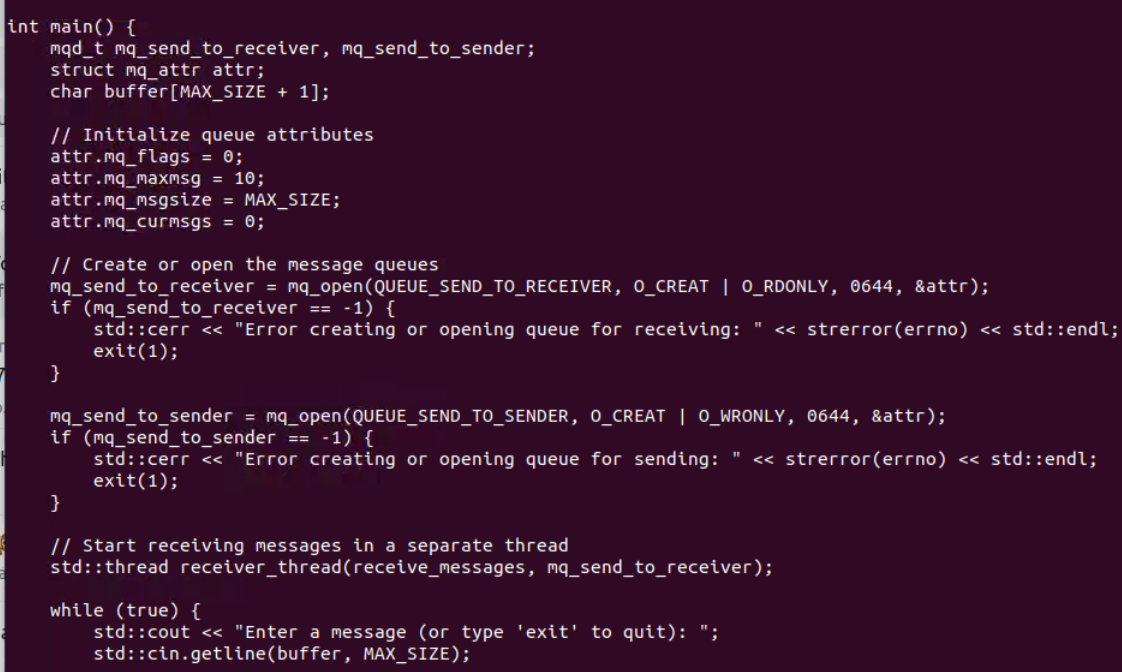 int main() {
    mqd_t mq_send_to_receiver, mq_send_to_sender;
    struct mq_attr attr;
    char buffer[MAX_SIZE + 1];

    // Initialize queue attributes
    attr.mq_flags = 0;
    attr.mq_maxmsg = 10;
    attr.mq_msgsize = MAX_SIZE;
    attr.mq_curmsgs = 0;

    // Create or open the message queues
    mq_send_to_receiver = mq_open(QUEUE_SEND_TO_RECEIVER, O_CREAT | O_RDONLY, 0644, &attr);
    if (mq_send_to_receiver == -1) {
        std::cerr << "Error creating or opening queue for receiving: " << strerror(errno) << std::endl;
        exit(1);
    }

    mq_send_to_sender = mq_open(QUEUE_SEND_TO_SENDER, O_CREAT | O_WRONLY, 0644, &attr);
    if (mq_send_to_sender == -1) {
        std::cerr << "Error creating or opening queue for sending: " << strerror(errno) << std::endl;
        exit(1);
    }

    // Start receiving messages in a separate thread
    std::thread receiver_thread(receive_messages, mq_send_to_receiver);

    while (true) {
        std::cout << "Enter a message (or type 'exit' to quit): ";
        std::cin.getline(buffer, MAX_SIZE);